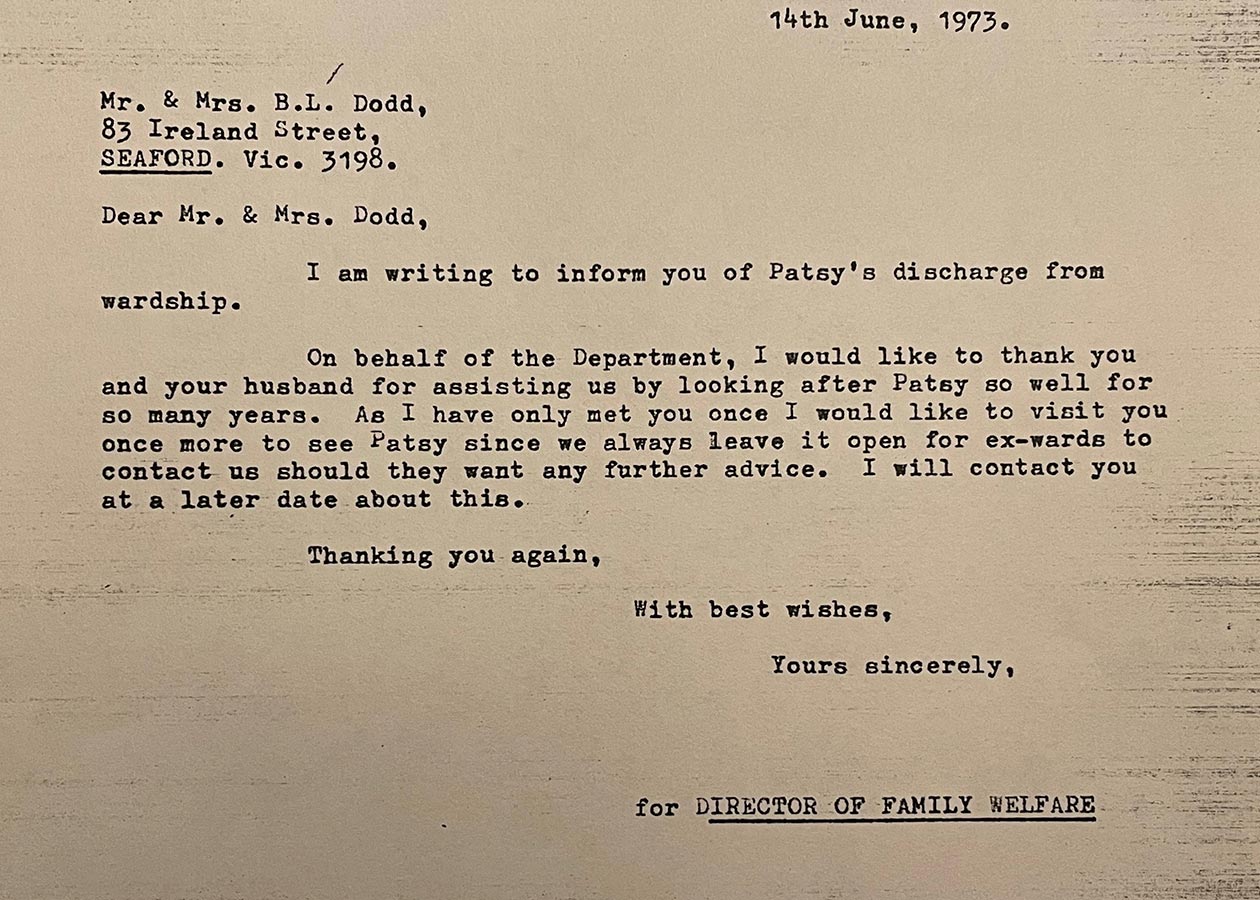 14th June, 1973.
Mr. & Mrs. B.L. Dodd,
83 Ireland Street,
SEAFORD. Vic. 3198.
Dear Mr. & Mrs. Dodd,
I am writing to inform you of Patsy's discharge from
wardship.
On behalf of the Department, I would like to thank you
and your husband for assisting us by looking after Patsy so well for
so many years. As I have only met you once I would like to visit you
once more to see Patsy since we always leave it open for ex-wards to
contact us should they want any further advice. I will contact you
at a later date about this.
Thanking you again,
With best wishes,
Yours sincerely,
for DIRECTOR OF FAMILY WELFARE